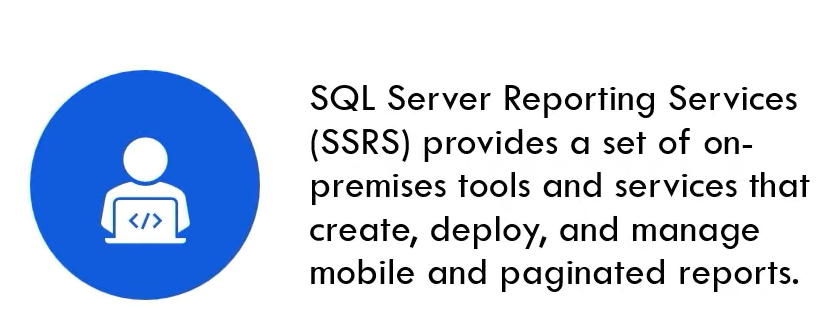 </>
SQL Server Reporting Services
(SSRS) provides a set of on-
premises tools and services that
create, deploy, and manage
mobile and paginated reports.